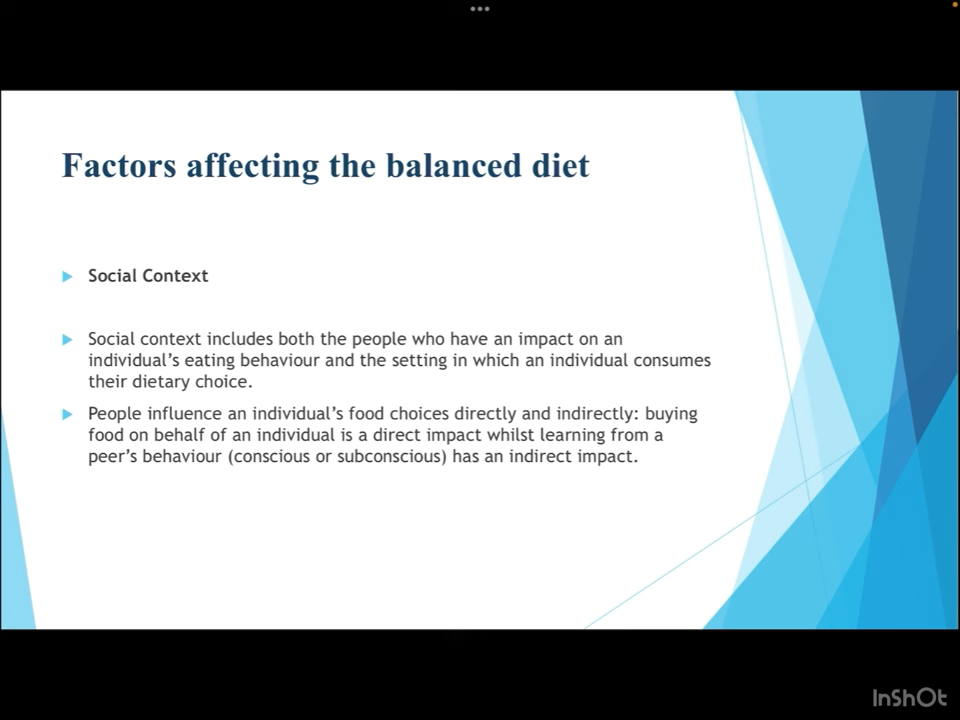 Factors affecting the balanced diet
Social Context
Social context includes both the people who have an impact on an
individual's eating behaviour and the setting in which an individual consumes
their dietary choice.
People influence an individual's food choices directly and indirectly: buying
food on behalf of an individual is a direct impact whilst learning from a
peer's behaviour (conscious or subconscious) has an indirect impact.
InShOt